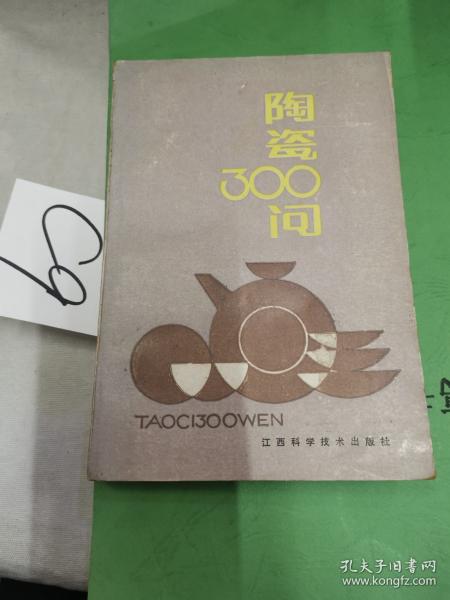 陶
瓷
300
问
TAOCI300WEN
江西科学技术出版社
孔夫子旧书网
www.kongfz.com